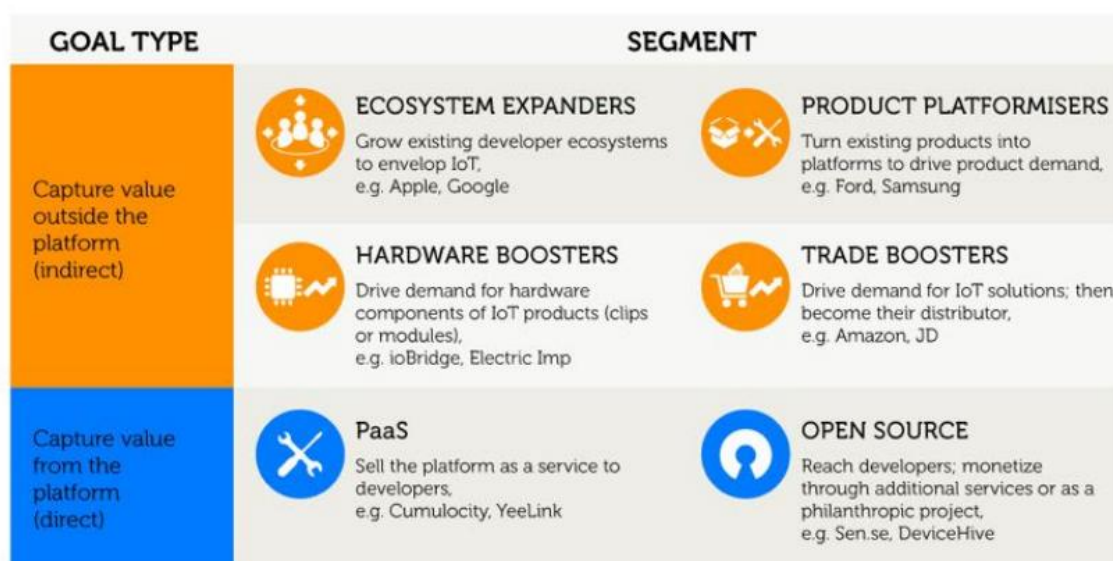 GOAL TYPE
SEGMENT
Capture value
outside the
platform
(indirect)
ECOSYSTEM EXPANDERS
Grow existing developer ecosystems
to envelop IoT,
e.g. Apple, Google
PRODUCT PLATFORMISERS
Turn existing products into
platforms to drive product demand,
e.g. Ford, Samsung
HARDWARE BOOSTERS
Drive demand for hardware
components of IoT products (clips
or modules),
e.g. ioBridge, Electric Imp
TRADE BOOSTERS
Drive demand for IoT solutions; then
become their distributor,
e.g. Amazon, JD
Capture value
from the
platform
(direct)
PaaS
Sell the platform as a service to
developers,
e.g. Cumulocity, YeeLink
OPEN SOURCE
Reach developers; monetize
through additional services or as a
philanthropic project,
e.g. Sen.se, DeviceHive